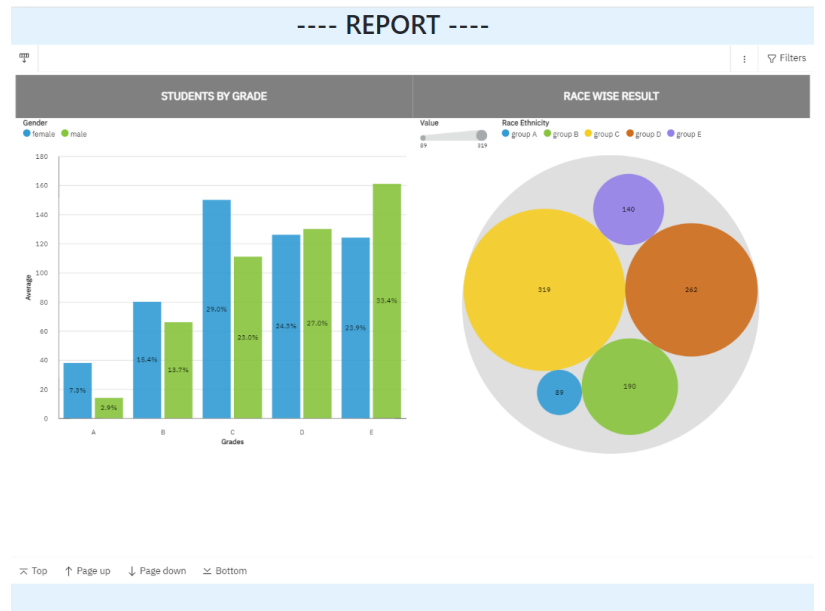 ---- REPORT ----
Filters
STUDENTS BY GRADE
RACE WISE RESULT
Gender
female male
Value
89 319
Race Ethnicity
group A group B group C group D group E
180
160
140
120
100
80
60
40
20
0
Average
7.3%
2.9%
15.4%
13.7%
29.0%
23.0%
24.3%
27.0%
23.9%
33.4%
A B C D E
Grades
140
319
262
89
190
Top Page up Page down Bottom